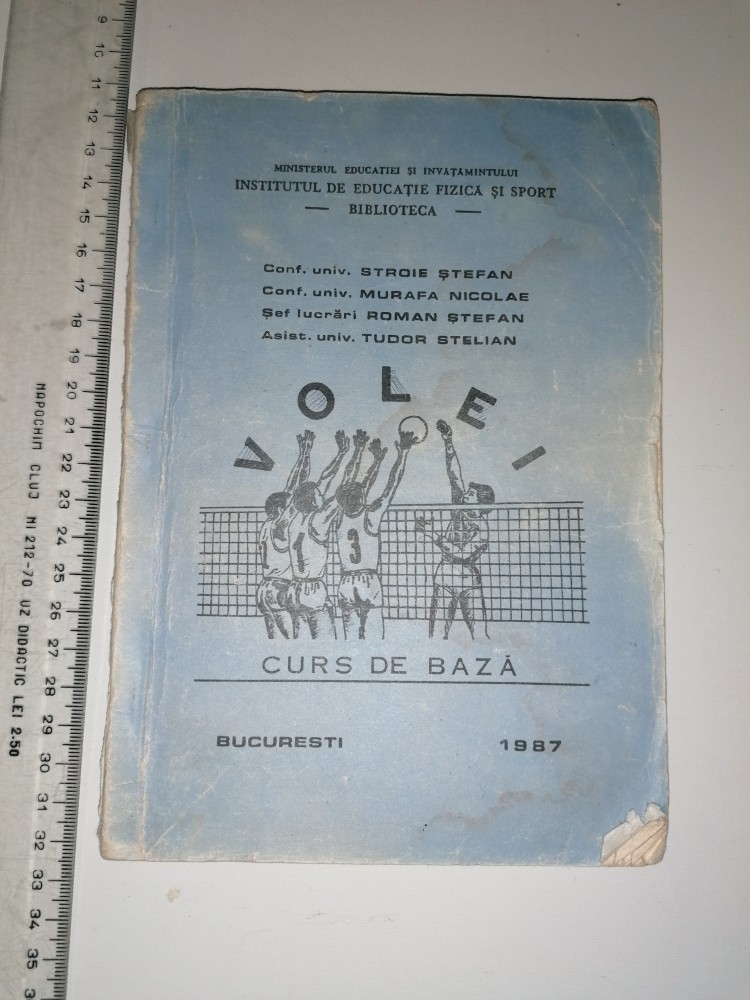 MINISTERUL EDUCAȚIEI ȘI INVĂȚĂMINTULUI
INSTITUTUL DE EDUCAȚIE FIZICĂ ȘI SPORT
— BIBLIOTECA —
Conf. univ. STROIE ȘTEFAN
Conf. univ. MURAFA NICOLAE
Șef lucrări ROMAN ȘTEFAN
Asist. univ. TUDOR STELIAN
VOLEI
1 1 3
CURS DE BAZĂ
BUCURESTI 1987
9 10 11 12 13 14 15 16 17 18 19 20 21 22 23 24 25 26 27 28 29 30 31 32 33 34 35
NAPOCHIM CLUJ NI 212-70 UZ DIDACTIC LEI 2.50